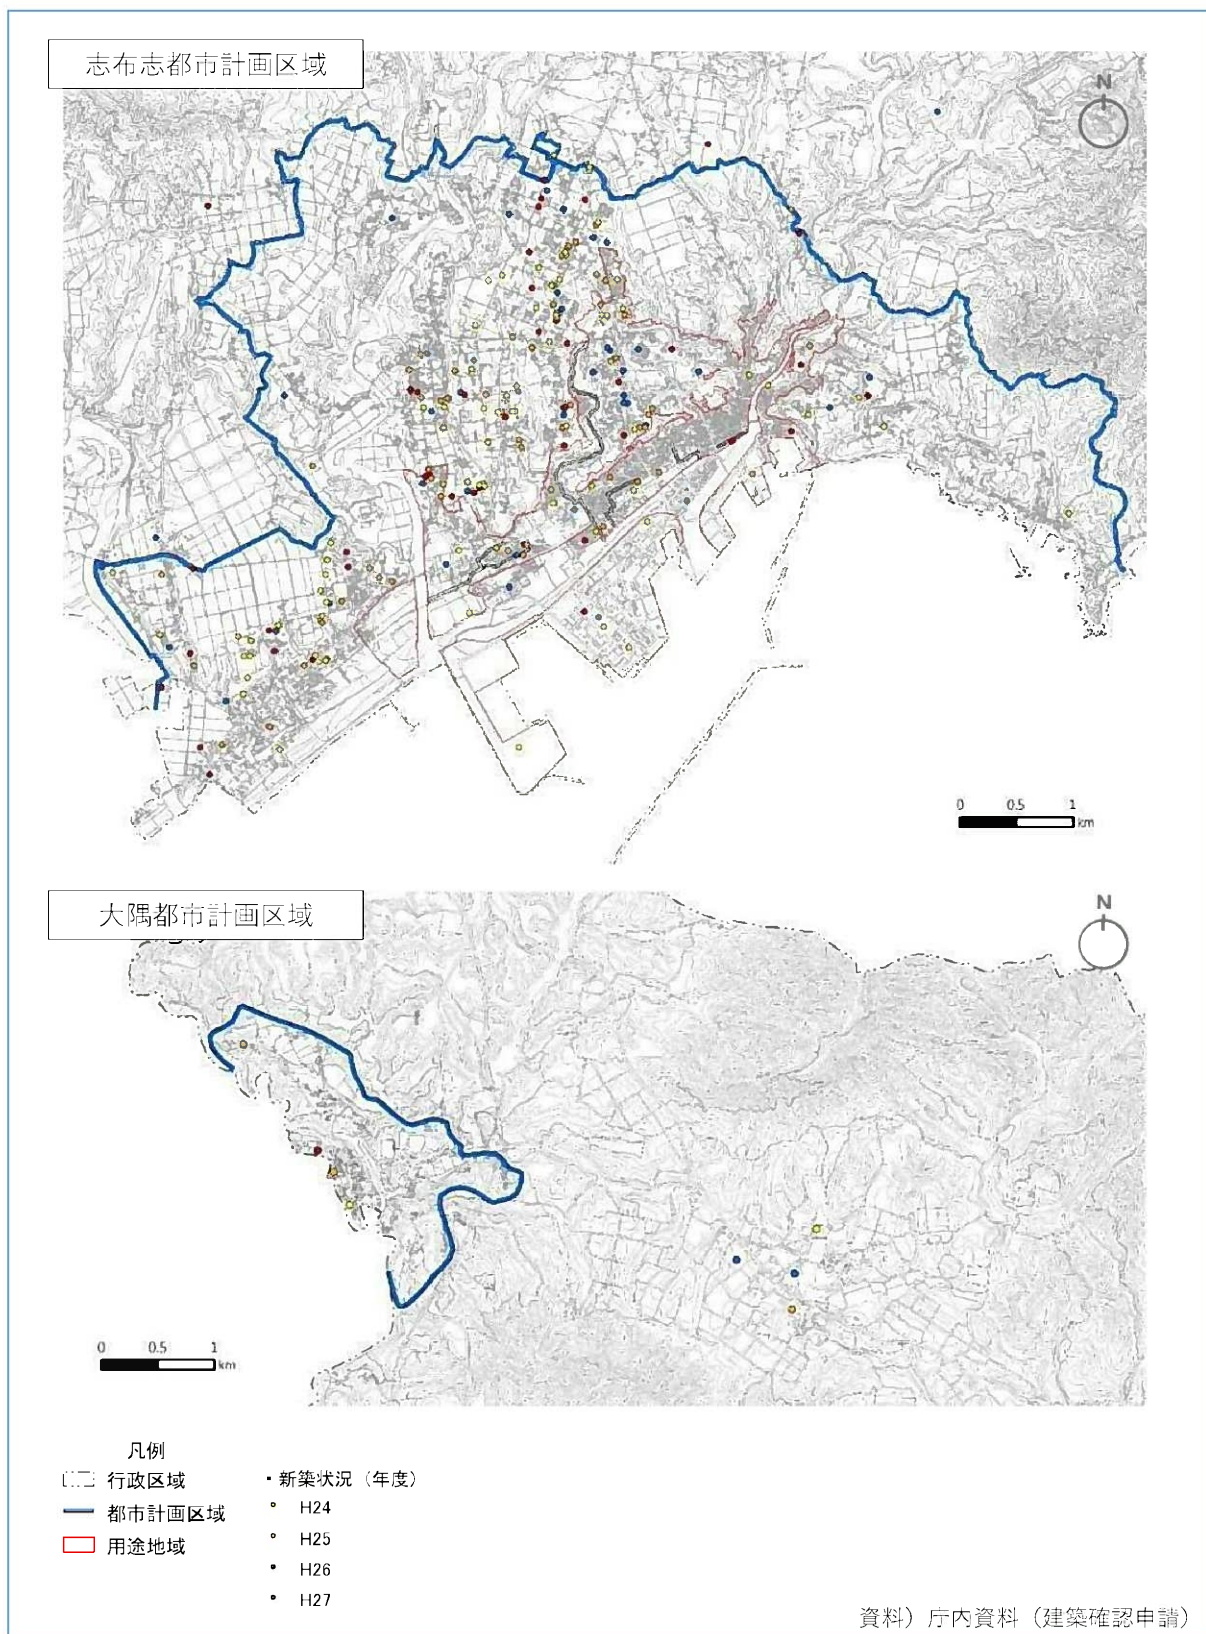 志布志都市計画区域
N
0 0.5 1
km
大隅都市計画区域
N
0 0.5 1
km
凡例
行政区域
都市計画区域
用途地域
・新築状況（年度）
H24
H25
H26
H27
資料）庁内資料（建築確認申請）